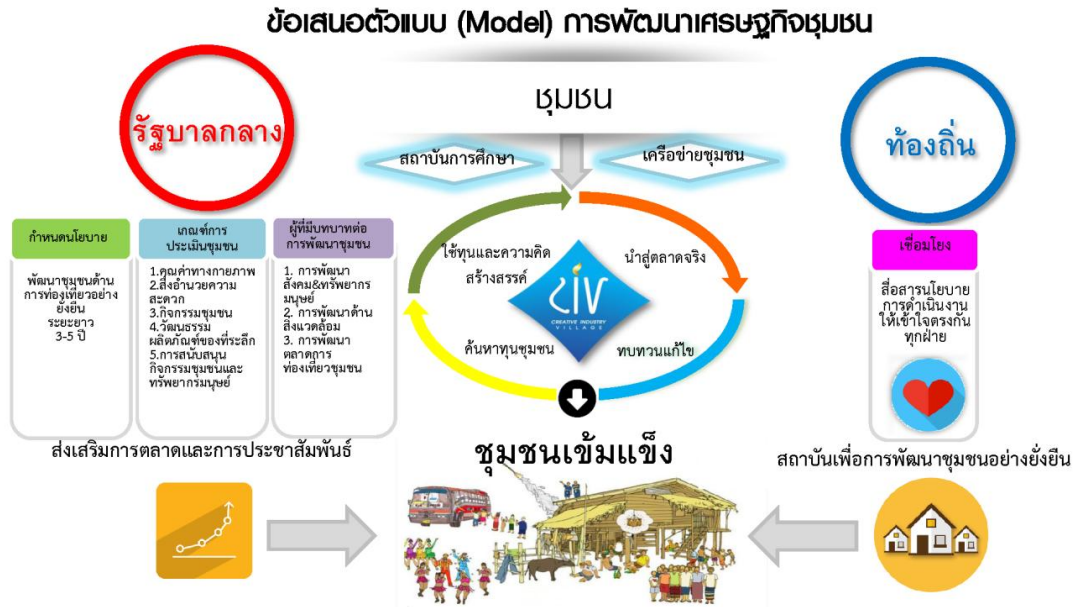 ข้อเสนอตัวแบบ (Model) การพัฒนาเศรษฐกิจชุมชน
รัฐบาลกลาง
ชุมชน
ท้องถิ่น
สถาบันการศึกษา
เครือข่ายชุมชน
กำหนดนโยบาย
พัฒนาชุมชนด้าน
การท่องเที่ยวอย่าง
ยั่งยืน
ระยะยาว
3-5 ปี
เกณฑ์การ
ประเมินชุมชน
1.คุณค่าทางกายภาพ
2.สิ่งอำนวยความ
สะดวก
3.กิจกรรมชุมชน
4.วัฒนธรรม
ผลิตภัณฑ์ของที่ระลึก
5.การสนับสนุน
กิจกรรมชุมชนและ
ทรัพยากรมนุษย์
ผู้ที่มีบทบาทต่อ
การพัฒนาชุมชน
1. การพัฒนา
สังคม&ทรัพยากร
มนุษย์
2. การพัฒนาด้าน
สิ่งแวดล้อม
3. การพัฒนา
ตลาดการ
ท่องเที่ยวชุมชน
ใช้ทุนและความคิด
สร้างสรรค์
นำสู่ตลาดจริง
CIV
CREATIVE INDUSTRY
VILLAGE
ค้นหาทุนชุมชน
ทบทวนแก้ไข
เชื่อมโยง
สื่อสารนโยบาย
การดำเนินงาน
ให้เข้าใจตรงกัน
ทุกฝ่าย
ส่งเสริมการตลาดและการประชาสัมพันธ์
ชุมชนเข้มแข็ง
สถาบันเพื่อการพัฒนาชุมชนอย่างยั่งยืน